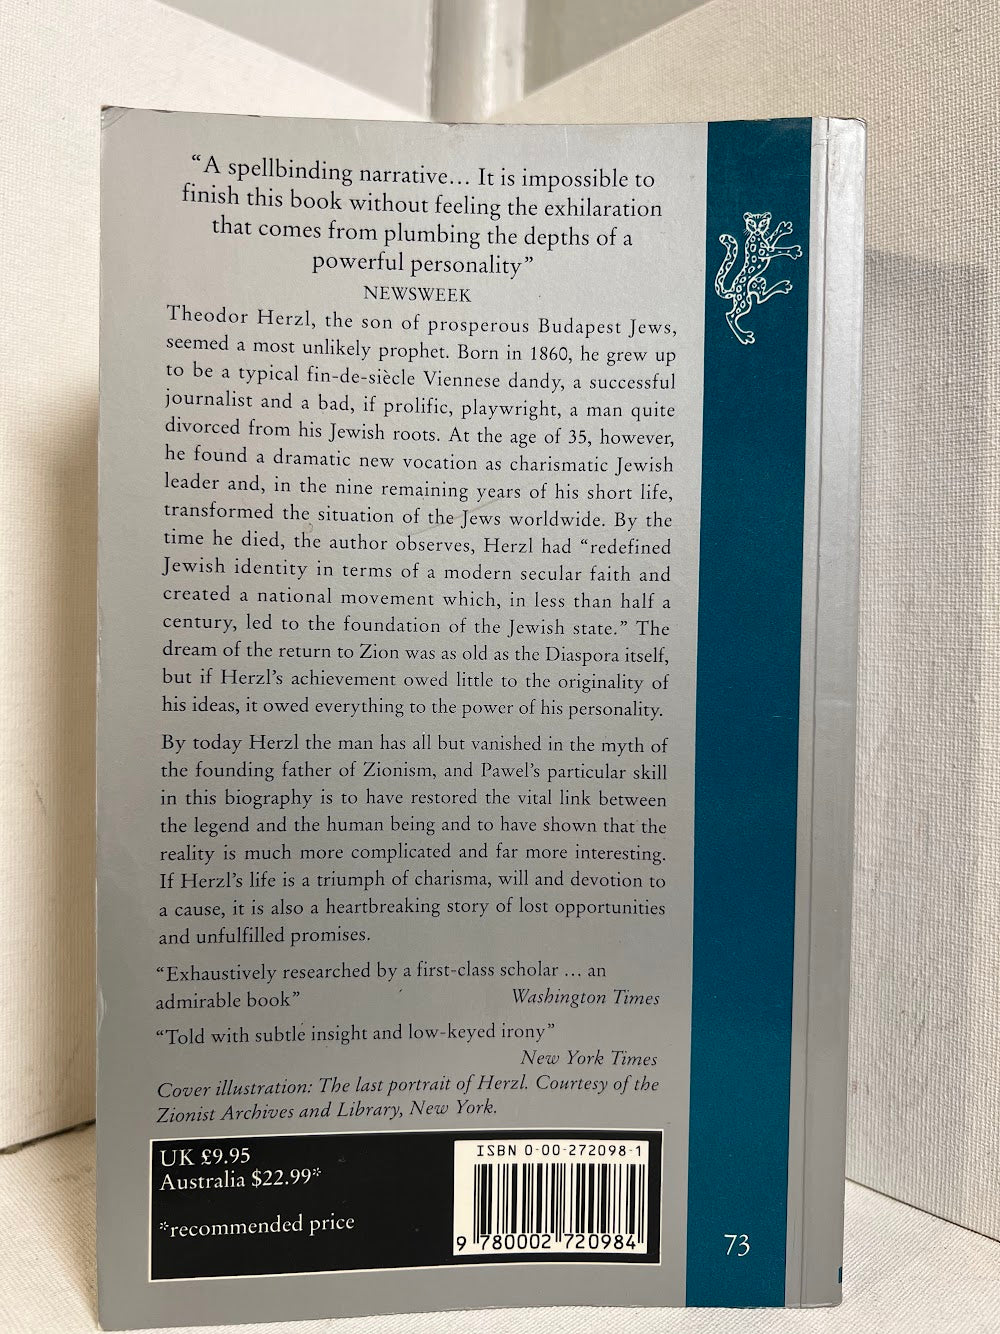 “A spellbinding narrative... It is impossible to
finish this book without feeling the exhilaration
that comes from plumbing the depths of a
powerful personality”
NEWSWEEK
Theodor Herzl, the son of prosperous Budapest Jews,
seemed a most unlikely prophet. Born in 1860, he grew up
to be a typical fin-de-siècle Viennese dandy, a successful
journalist and a bad, if prolific, playwright, a man quite
divorced from his Jewish roots. At the age of 35, however,
he found a dramatic new vocation as charismatic Jewish
leader and, in the nine remaining years of his short life,
transformed the situation of the Jews worldwide. By the
time he died, the author observes, Herzl had “redefined
Jewish identity in terms of a modern secular faith and
created a national movement which, in less than half a
century, led to the foundation of the Jewish state.” The
dream of the return to Zion was as old as the Diaspora itself,
but if Herzl’s achievement owed little to the originality of
his ideas, it owed everything to the power of his personality.
By today Herzl the man has all but vanished in the myth of
the founding father of Zionism, and Pawel’s particular skill
in this biography is to have restored the vital link between
the legend and the human being and to have shown that the
reality is much more complicated and far more interesting.
If Herzl’s life is a triumph of charisma, will and devotion to
a cause, it is also a heartbreaking story of lost opportunities
and unfulfilled promises.
“Exhaustively researched by a first-class scholar ... an
admirable book” Washington Times
“Told with subtle insight and low-keyed irony”
New York Times
Cover illustration: The last portrait of Herzl. Courtesy of the
Zionist Archives and Library, New York.
UK £9.95
Australia $22.99*
*recommended price
ISBN 0-00-272098-1
9 780002 720984
73